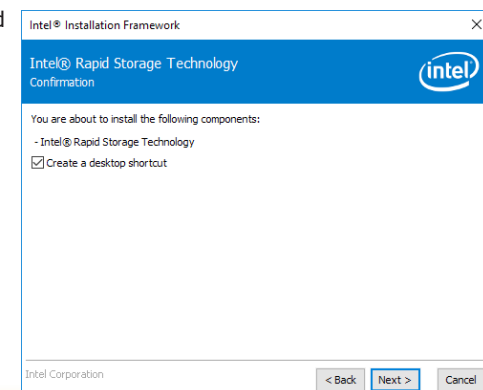 Intel® Installation Framework
Intel® Rapid Storage Technology
Confirmation
intel
You are about to install the following components:
- Intel® Rapid Storage Technology
Create a desktop shortcut
Intel Corporation
< Back Next > Cancel